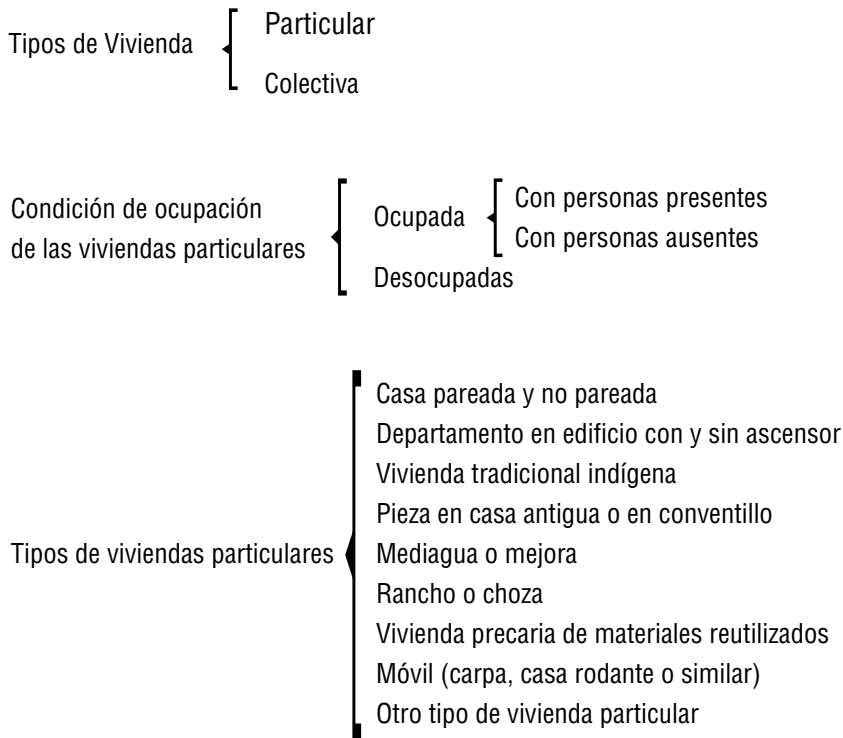 Tipos de Vivienda
Particular
Colectiva
Condición de ocupación
de las viviendas particulares
Ocupada
Con personas presentes
Con personas ausentes
Desocupadas
Tipos de viviendas particulares
Casa pareada y no pareada
Departamento en edificio con y sin ascensor
Vivienda tradicional indígena
Pieza en casa antigua o en conventillo
Mediagua o mejora
Rancho o choza
Vivienda precaria de materiales reutilizados
Móvil (carpa, casa rodante o similar)
Otro tipo de vivienda particular